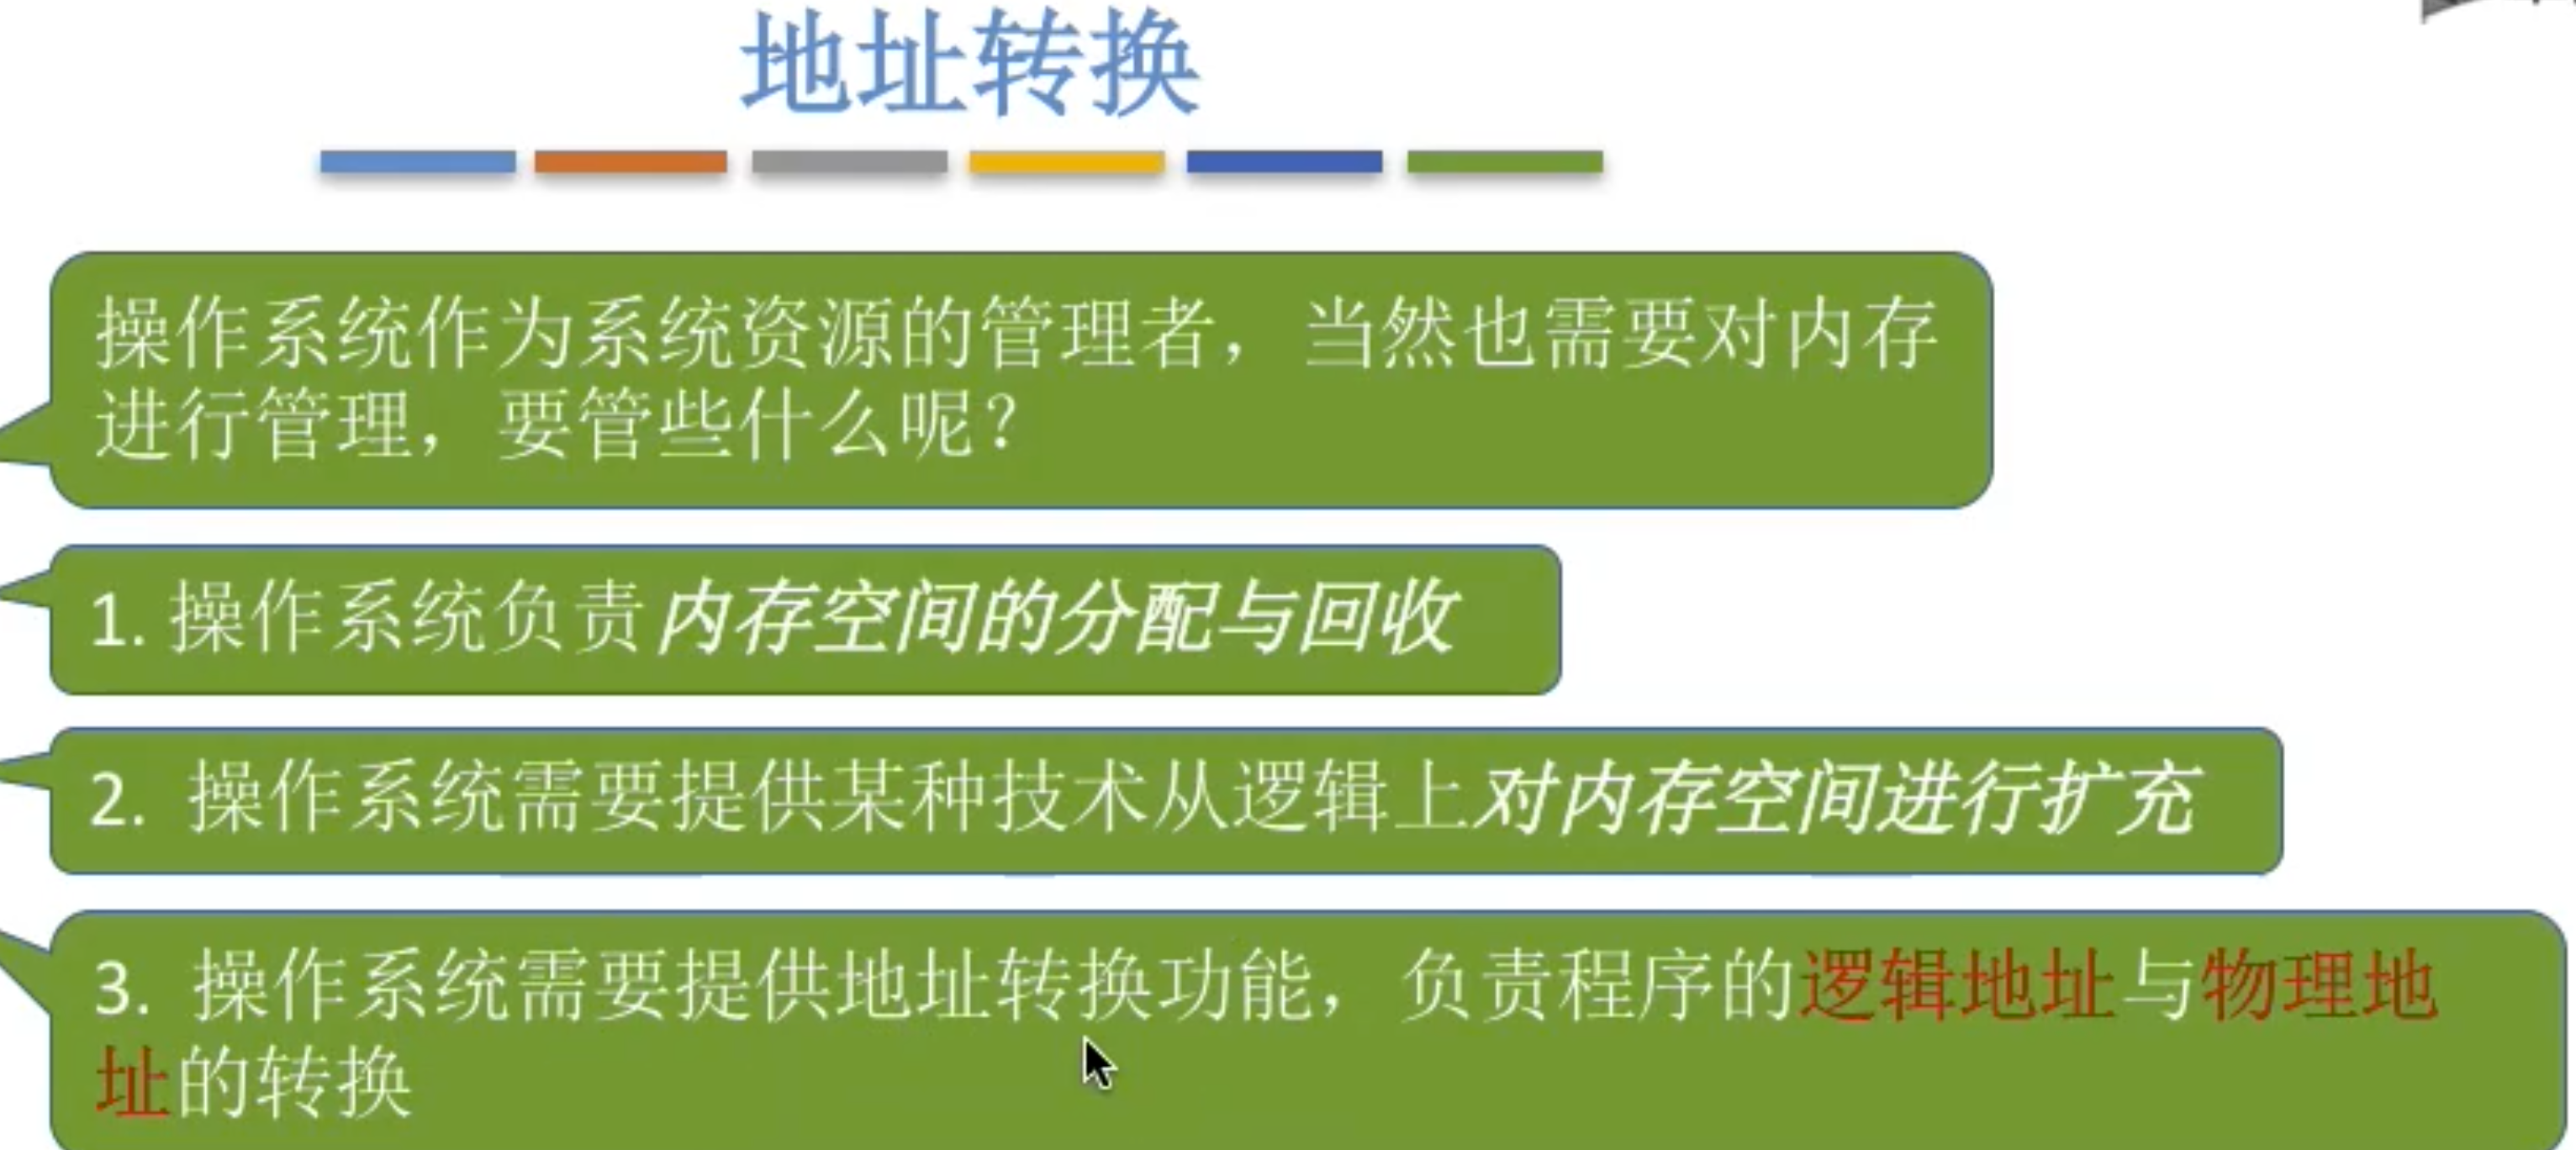 地址转换
操作系统作为系统资源的管理者，当然也需要对内存
进行管理，要管些什么呢？
1. 操作系统负责内存空间的分配与回收
2. 操作系统需要提供某种技术从逻辑上对内存空间进行扩充
3. 操作系统需要提供地址转换功能，负责程序的逻辑地址与物理地
址的转换